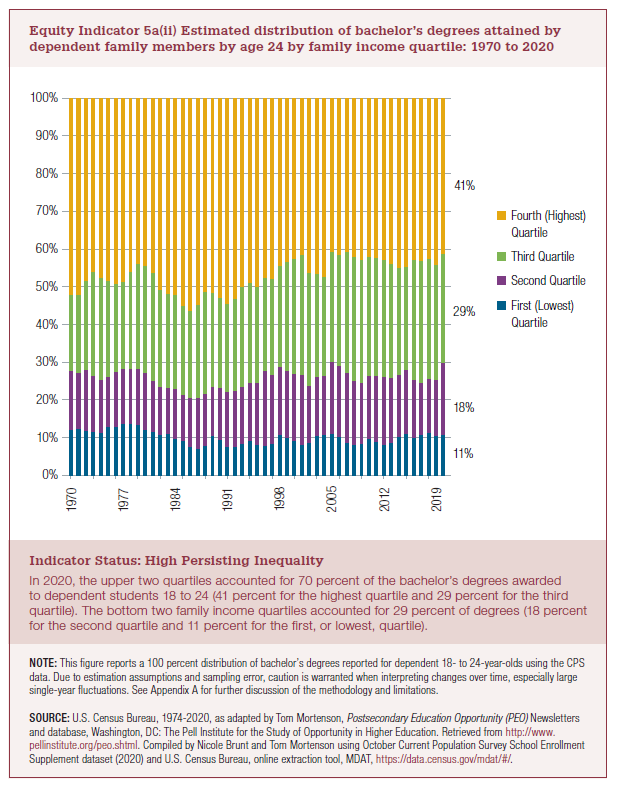 Equity Indicator 5a(ii) Estimated distribution of bachelor's degrees attained by
dependent family members by age 24 by family income quartile: 1970 to 2020
100%
90%
80%
70%
60%
50%
40%
30%
20%
10%
0%
41%
29%
18%
11%
Fourth (Highest)
Quartile
Third Quartile
Second Quartile
First (Lowest)
Quartile
1970
1977
1984
1991
1998
2005
2012
2019
Indicator Status: High Persisting Inequality
In 2020, the upper two quartiles accounted for 70 percent of the bachelor's degrees awarded
to dependent students 18 to 24 (41 percent for the highest quartile and 29 percent for the third
quartile). The bottom two family income quartiles accounted for 29 percent of degrees (18 percent
for the second quartile and 11 percent for the first, or lowest, quartile).
NOTE: This figure reports a 100 percent distribution of bachelor's degrees reported for dependent 18- to 24-year-olds using the CPS
data. Due to estimation assumptions and sampling error, caution is warranted when interpreting changes over time, especially large
single-year fluctuations. See Appendix A for further discussion of the methodology and limitations.
SOURCE: U.S. Census Bureau, 1974-2020, as adapted by Tom Mortenson, Postsecondary Education Opportunity (PEO) Newsletters
and database, Washington, DC: The Pell Institute for the Study of Opportunity in Higher Education. Retrieved from http://www.
pellinstitute.org/peo.shtml. Compiled by Nicole Brunt and Tom Mortenson using October Current Population Survey School Enrollment
Supplement dataset (2020) and U.S. Census Bureau, online extraction tool, MDAT, https://data.census.gov/mdat/#/.